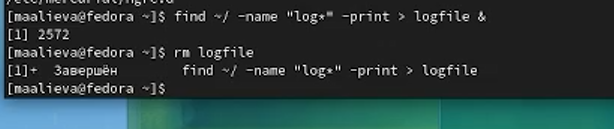 [maalieva@fedora ~]$ find ~/ -name "log*" -print > logfile &
[1] 2572
[maalieva@fedora ~]$ rm logfile
[1]+  Завершён        find ~/ -name "log*" -print > logfile
[maalieva@fedora ~]$